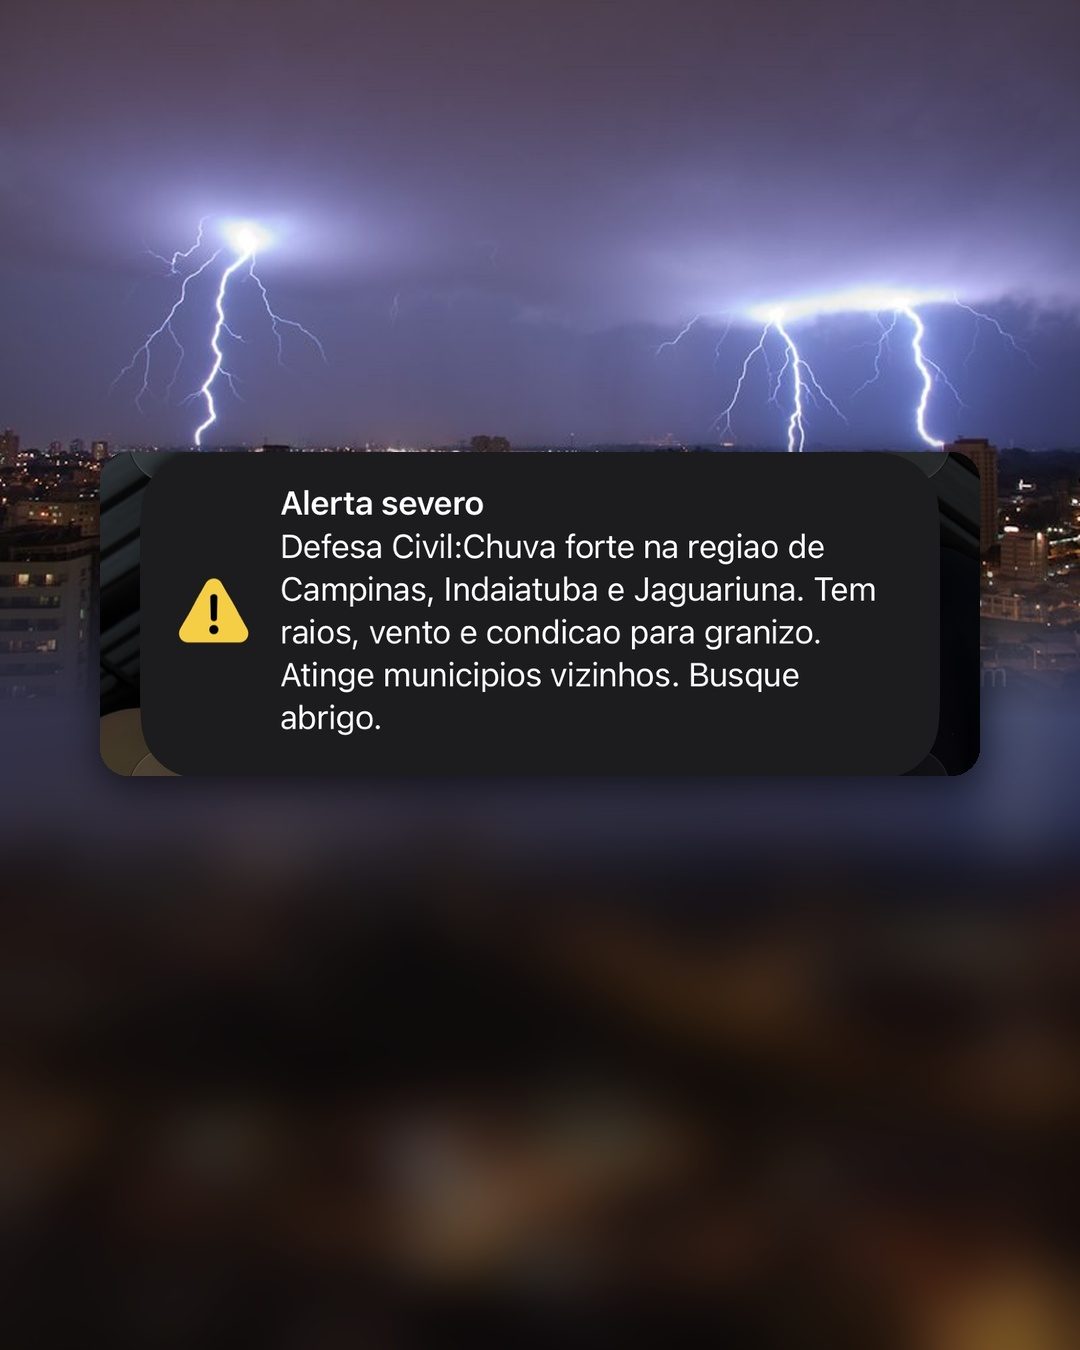 Alerta severo
Defesa Civil:Chuva forte na regiao de
Campinas, Indaiatuba e Jaguariuna. Tem
raios, vento e condicao para granizo.
Atinge municipios vizinhos. Busque
abrigo.